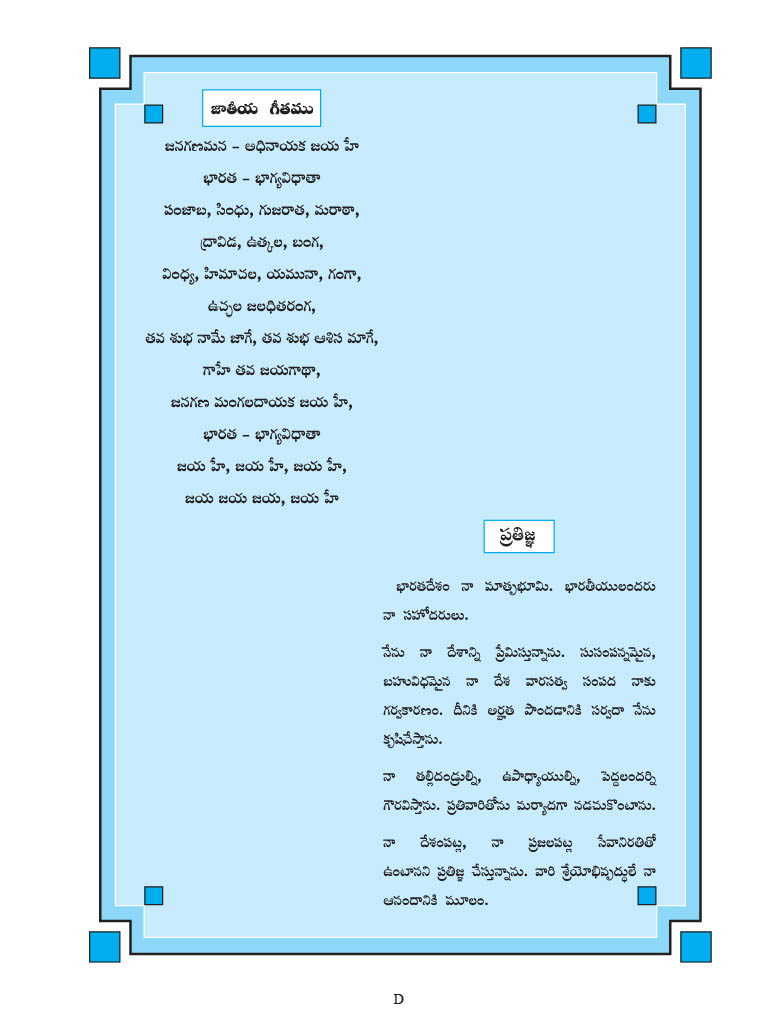 జాతీయ గీతము
జనగణమన – అధినాయక జయ హే
భారత – భాగ్యవిధాతా
పంజాబ, సింధు, గుజరాత, మరాఠా,
ద్రావిడ, ఉత్కల, బంగ,
వింధ్య, హిమాచల, యమునా, గంగా,
ఉచ్ఛల జలధితరంగ,
తవ శుభ నామే జాగే, తవ శుభ ఆశిస మాగే,
గాహే తవ జయగాథా,
జనగణ మంగలదాయక జయ హే,
భారత – భాగ్యవిధాతా
జయ హే, జయ హే, జయ హే,
జయ జయ జయ, జయ హే
ప్రతిజ్ఞ
భారతదేశం నా మాతృభూమి. భారతీయులందరు
నా సహోదరులు.
నేను నా దేశాన్ని ప్రేమిస్తున్నాను. సుసంపన్నమైన,
బహువిధమైన నా దేశ వారసత్వ సంపద నాకు
గర్వకారణం. దీనికి అర్హత పొందడానికి సర్వదా నేను
కృషిచేస్తాను.
నా తల్లిదండ్రుల్ని, ఉపాధ్యాయుల్ని, పెద్దలందర్ని
గౌరవిస్తాను. ప్రతివారితోను మర్యాదగా నడచుకొంటాను.
నా దేశంపట్ల, నా ప్రజలపట్ల సేవానిరతితో
ఉంటానని ప్రతిజ్ఞ చేస్తున్నాను. వారి శ్రేయోభివృద్ధులే నా
ఆనందానికి మూలం.
D